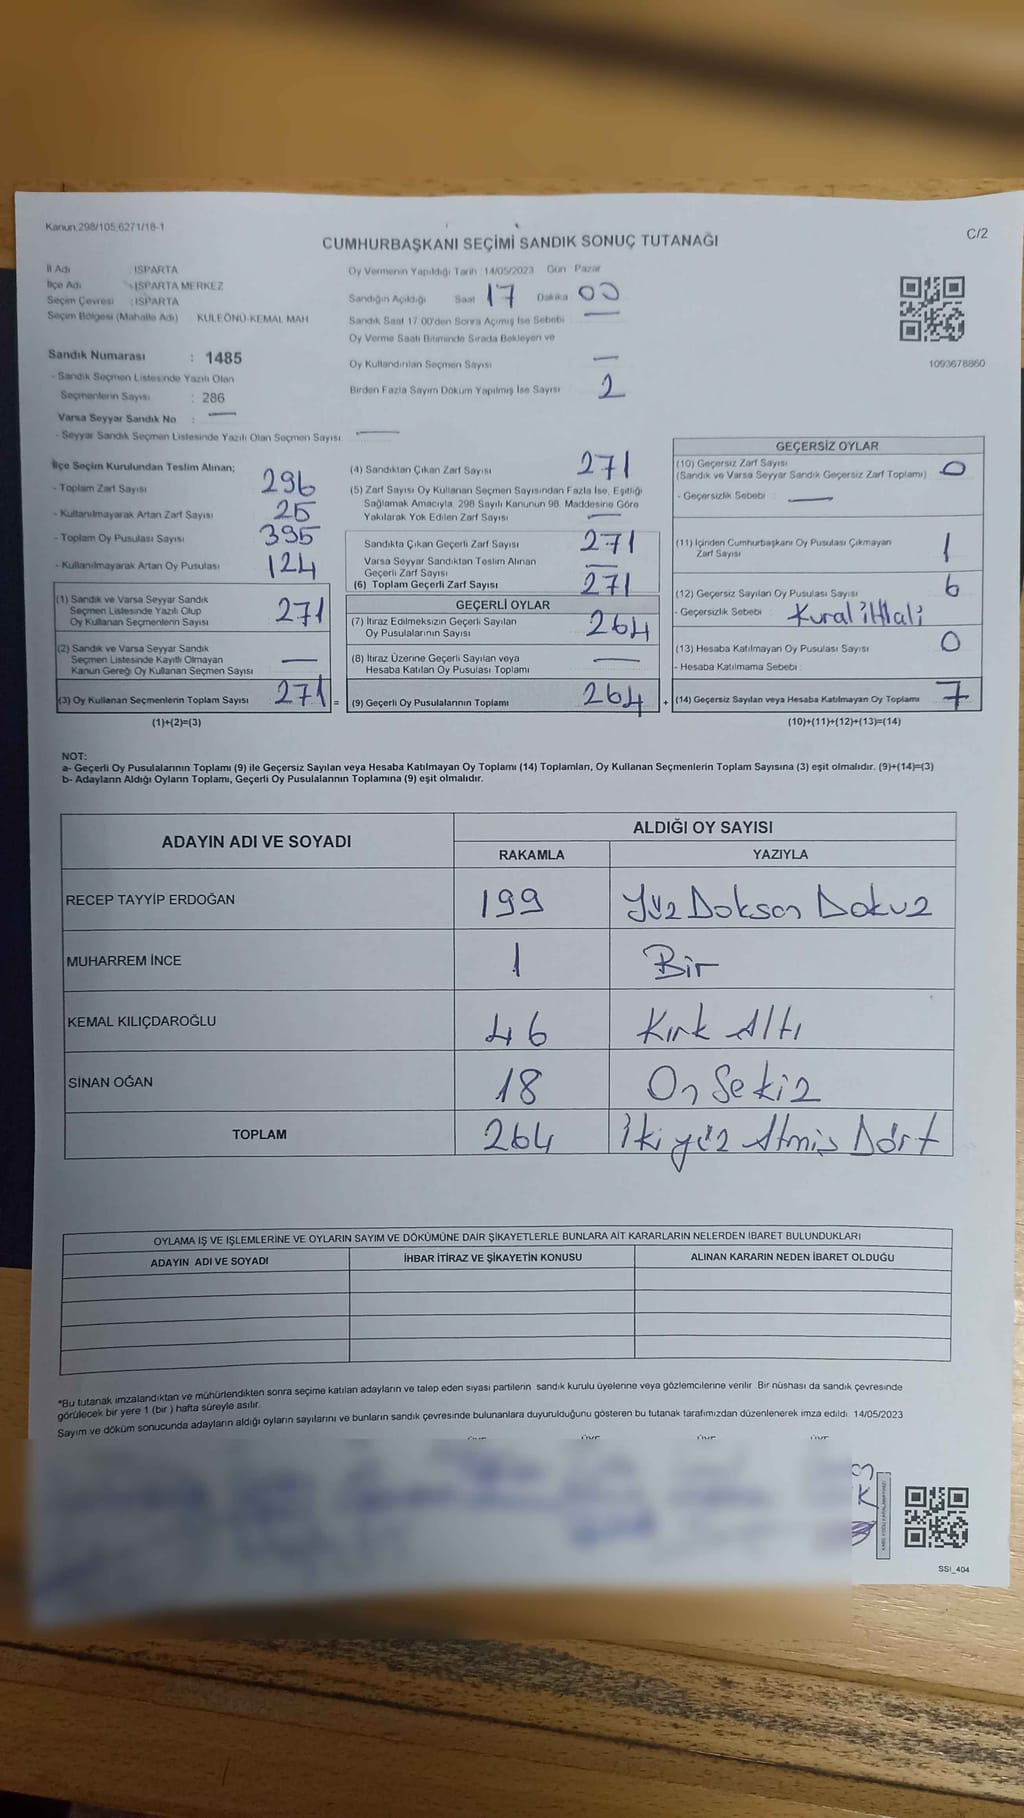 Kanun,298/105,6271/18-1
C/2
CUMHURBAŞKANI SEÇİMİ SANDIK SONUÇ TUTANAĞI
İl Adı : ISPARTA
İlçe Adı : ISPARTA MERKEZ
Seçim Çevresi : ISPARTA
Seçim Bölgesi (Mahalle Adı) KULEÖNÜ-KEMAL MAH
Sandık Numarası : 1485
- Sandık Seçmen Listesinde Yazılı Olan
Seçmenlerin Sayısı : 286
Varsa Seyyar Sandık No : —
- Seyyar Sandık Seçmen Listesinde Yazılı Olan Seçmen Sayısı —
Oy Vermenin Yapıldığı Tarih 14/05/2023 Gün Pazar
Sandığın Açıldığı Saat 17 Dakika 00
Sandık Saat 17 00'den Sonra Açımış İse Sebebi —
Oy Verme Saati Bitiminde Sırada Bekleyen ve
Oy Kullandırılan Seçmen Sayısı —
Birden Fazla Sayım Döküm Yapılmış İse Sayısı 2
1093678860
İlçe Seçim Kurulundan Teslim Alınan;
- Toplam Zarf Sayısı 296
- Kullanılmayarak Artan Zarf Sayısı 25
- Toplam Oy Pusulası Sayısı 395
- Kullanılmayarak Artan Oy Pusulası 124
(1) Sandık ve Varsa Seyyar Sandık
Seçmen Listesinde Yazılı Olup
Oy Kullanan Seçmenlerin Sayısı 271
(2) Sandık ve Varsa Seyyar Sandık
Seçmen Listesinde Kayıtlı Olmayan
Kanun Gereği Oy Kullanan Seçmen Sayısı —
(3) Oy Kullanan Seçmenlerin Toplam Sayısı 271 =
(1)+(2)=(3)
(4) Sandıktan Çıkan Zarf Sayısı 271
(5) Zarf Sayısı Oy Kullanan Seçmen Sayısından Fazla İse, Eşitliği
Sağlamak Amacıyla, 298 Sayılı Kanunun 98. Maddesine Göre
Yakılarak Yok Edilen Zarf Sayısı —
Sandıkta Çıkan Geçerli Zarf Sayısı 271
Varsa Seyyar Sandıktan Teslim Alınan
Geçerli Zarf Sayısı —
(6) Toplam Geçerli Zarf Sayısı 271
GEÇERLİ OYLAR
(7) İtiraz Edilmeksizin Geçerli Sayılan
Oy Pusulalarının Sayısı 264
(8) İtiraz Üzerine Geçerli Sayılan veya
Hesaba Katılan Oy Pusulası Toplamı —
(9) Geçerli Oy Pusulalarının Toplamı 264 +
GEÇERSİZ OYLAR
(10) Geçersiz Zarf Sayısı
(Sandık ve Varsa Seyyar Sandık Geçersiz Zarf Toplamı) 0
- Geçersizlik Sebebi : —
(11) İçinden Cumhurbaşkanı Oy Pusulası Çıkmayan
Zarf Sayısı 1
(12) Geçersiz Sayılan Oy Pusulası Sayısı 6
- Geçersizlik Sebebi : Kural ihlali
(13) Hesaba Katılmayan Oy Pusulası Sayısı 0
- Hesaba Katılmama Sebebi :
(14) Geçersiz Sayılan veya Hesaba Katılmayan Oy Toplamı 7
(10)+(11)+(12)+(13)=(14)
NOT:
a- Geçerli Oy Pusulalarının Toplamı (9) ile Geçersiz Sayılan veya Hesaba Katılmayan Oy Toplamı (14) Toplamları, Oy Kullanan Seçmenlerin Toplam Sayısına (3) eşit olmalıdır. (9)+(14)=(3)
b- Adayların Aldığı Oyların Toplamı, Geçerli Oy Pusulalarının Toplamına (9) eşit olmalıdır.
ADAYIN ADI VE SOYADI ALDIĞI OY SAYISI
RAKAMLA YAZIYLA
RECEP TAYYİP ERDOĞAN 199 Yüz Doksan Dokuz
MUHARREM İNCE 1 Bir
KEMAL KILIÇDAROĞLU 46 Kırk Altı
SİNAN OĞAN 18 On Sekiz
TOPLAM 264 İki yüz Atmış Dört
OYLAMA İŞ VE İŞLEMLERİNE VE OYLARIN SAYIM VE DÖKÜMÜNE DAİR ŞİKAYETLERLE BUNLARA AİT KARARLARIN NELERDEN İBARET BULUNDUKLARI
ADAYIN ADI VE SOYADI İHBAR İTİRAZ VE ŞİKAYETİN KONUSU ALINAN KARARIN NEDEN İBARET OLDUĞU
*Bu tutanak imzalandıktan ve mühürlendikten sonra seçime katılan adayların ve talep eden siyasi partilerin sandık kurulu üyelerine veya gözlemcilerine verilir Bir nüshası da sandık çevresinde
görülecek bir yere 1 (bir ) hafta süreyle asılır.
Sayım ve döküm sonucunda adayların aldığı oyların sayılarını ve bunların sandık çevresinde bulunanlara duyurulduğunu gösteren bu tutanak tarafımızdan düzenlenerek imza edildi. 14/05/2023
SSI_404